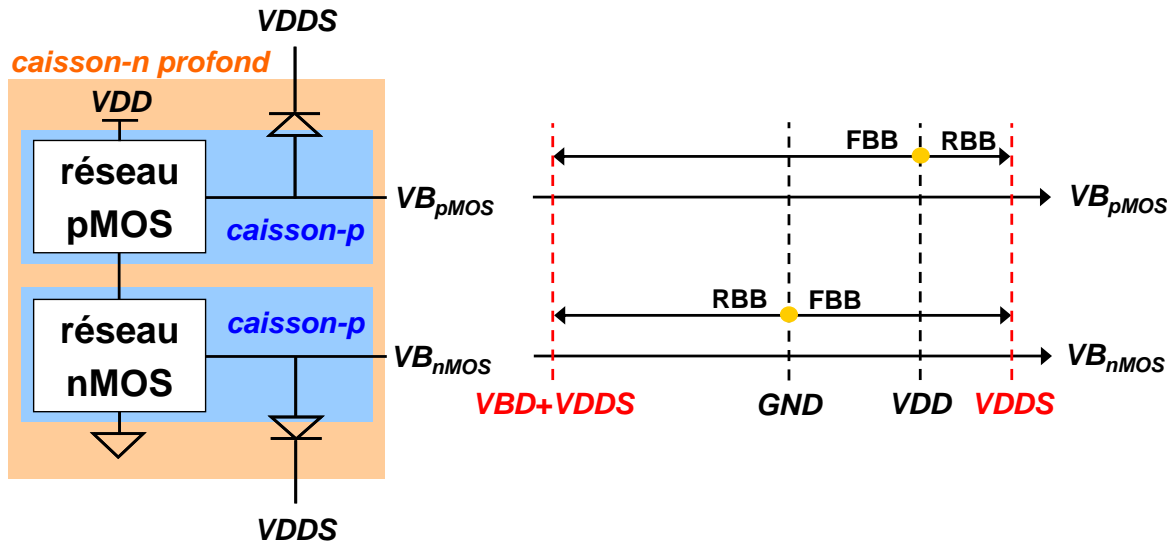 VDDS
caisson-n profond
VDD
réseau
pMOS
caisson-p
VBpMOS
réseau
nMOS
caisson-p
VBnMOS
VDDS
FBB RBB
VBpMOS
RBB FBB
VBnMOS
VBD+VDDS GND VDD VDDS